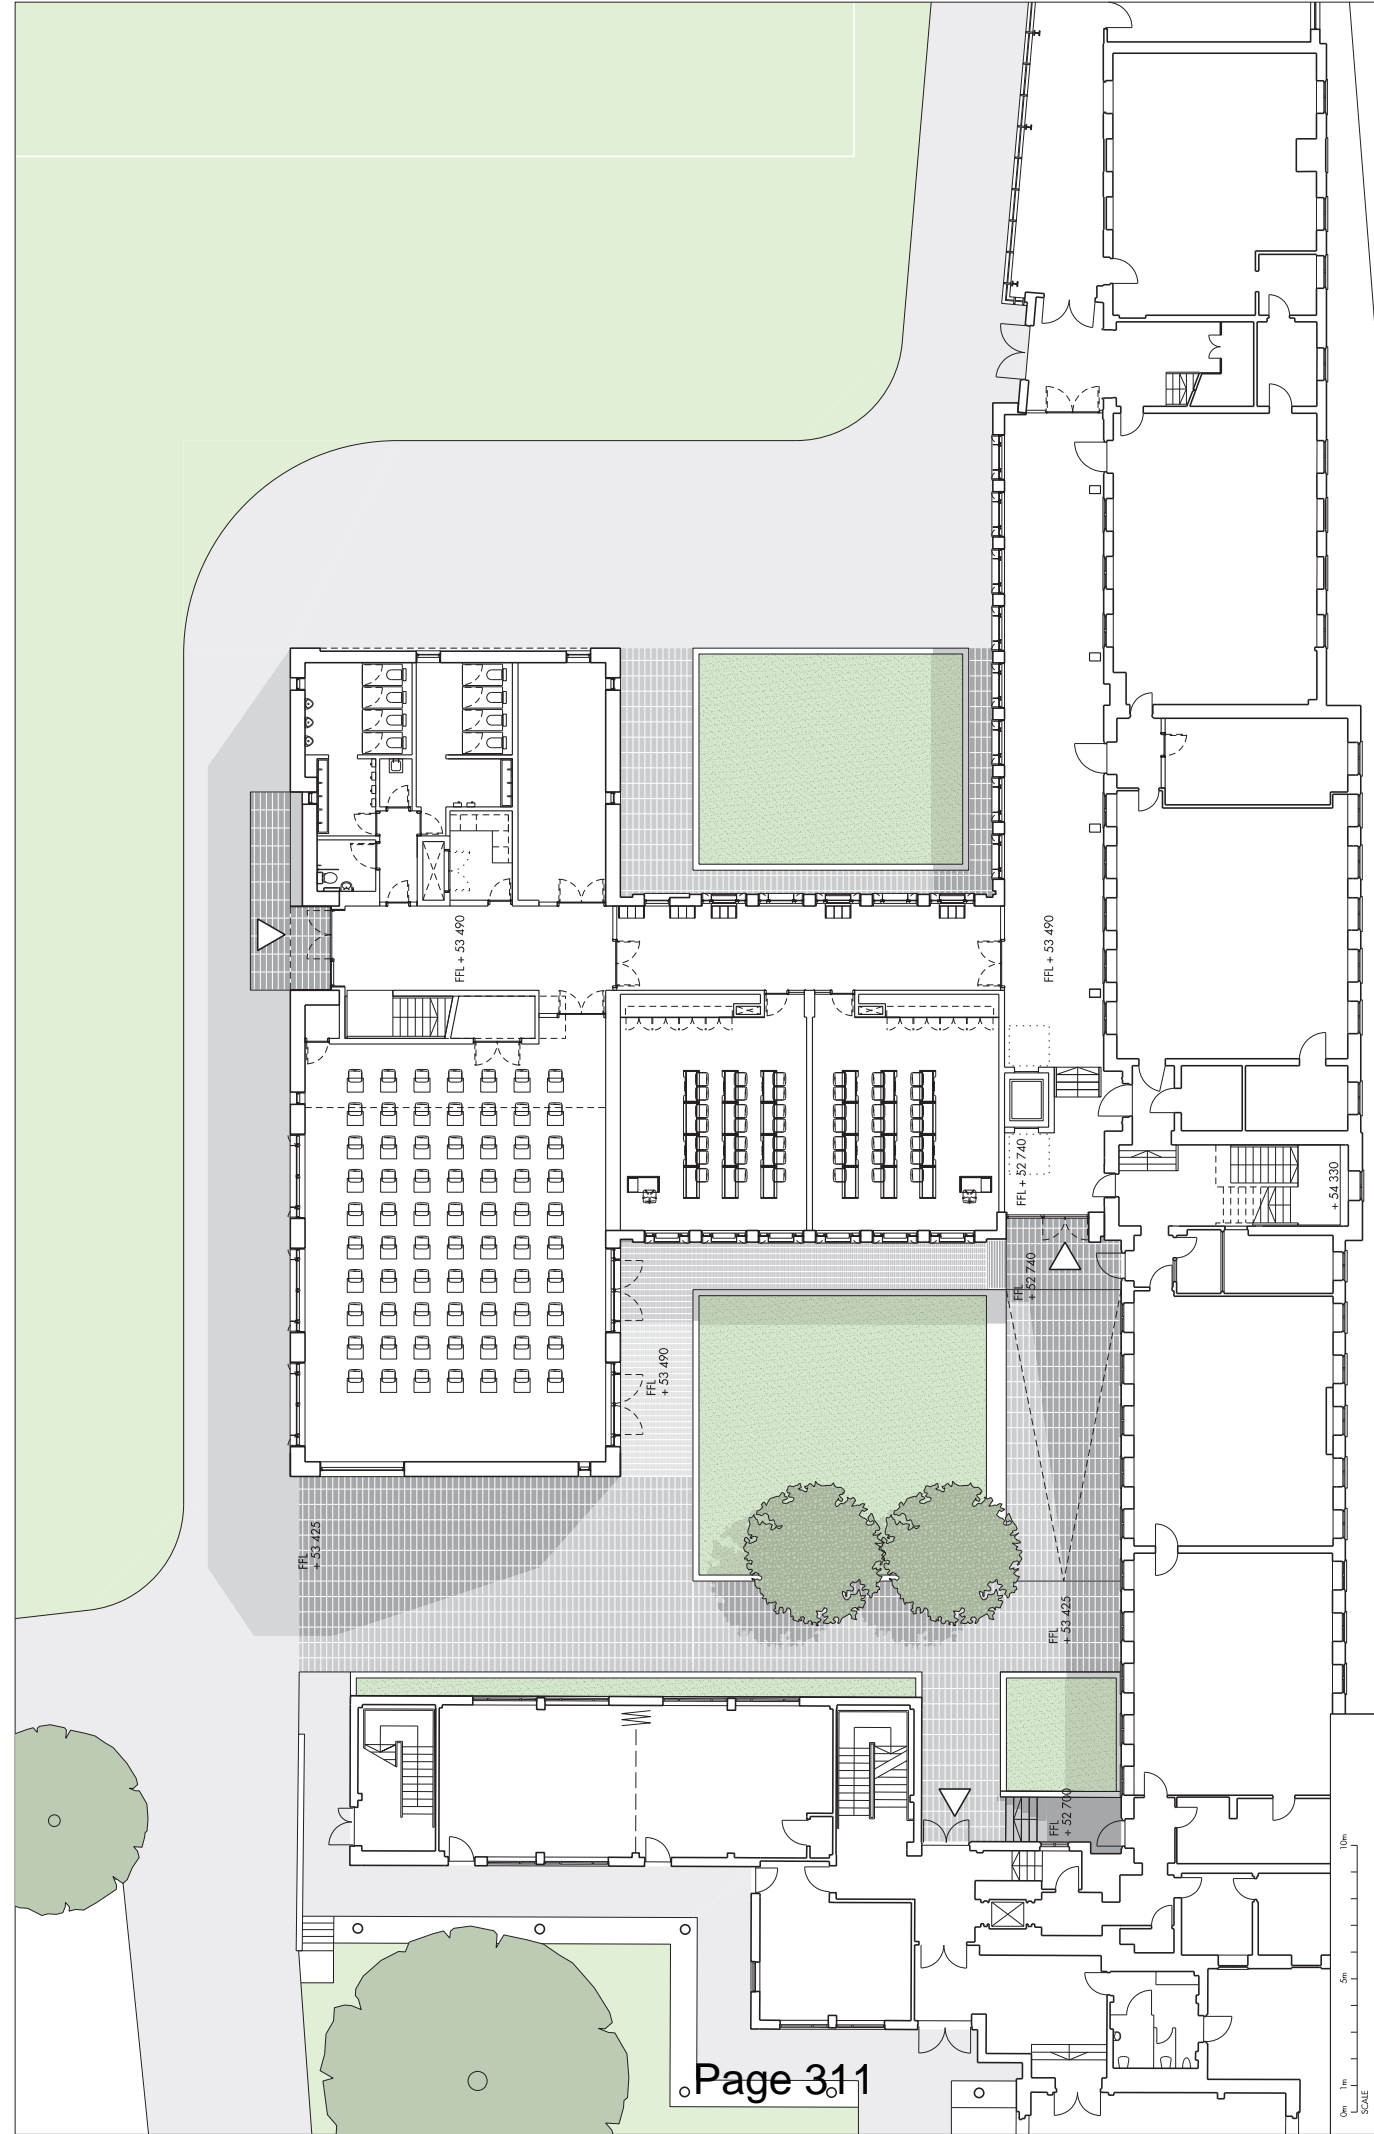 FFL + 53 490
FFL + 53 490
FFL + 52 740
+ 54 330
FFL
+ 52 740
FFL
+ 53 490
FFL
+ 53 425
FFL
+ 53 425
FFL
+ 52 700
10m
5m
1m
0m
SCALE
Page 311